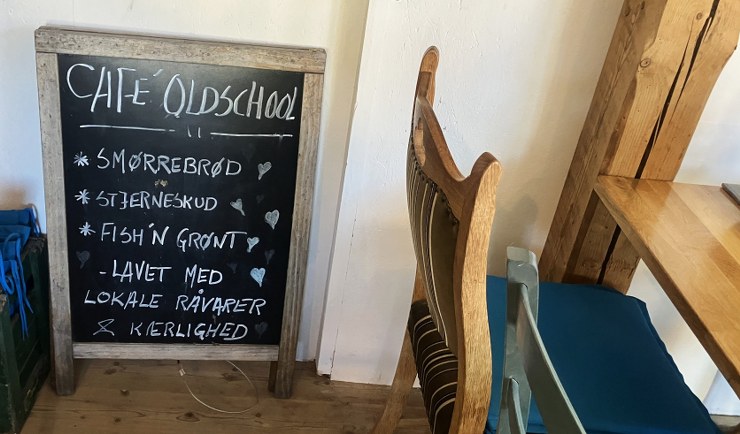 CAFÉ OLDSCHOOL
* SMØRREBRØD
* STJERNESKUD
* FISH'N GRØNT
- LAVET MED
LOKALE RÅVARER
& KÆRLIGHED